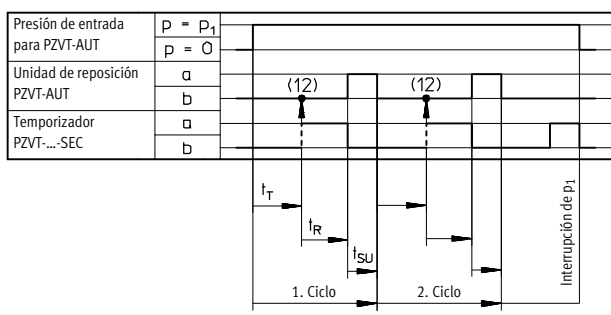 Presión de entrada
para PZVT-AUT
p = p1
p = 0
Unidad de reposición
PZVT-AUT
a
b
(12)
(12)
Temporizador
PZVT-...-SEC
a
b
tT
tR
tSU
Interrupción de p1
1. Ciclo
2. Ciclo